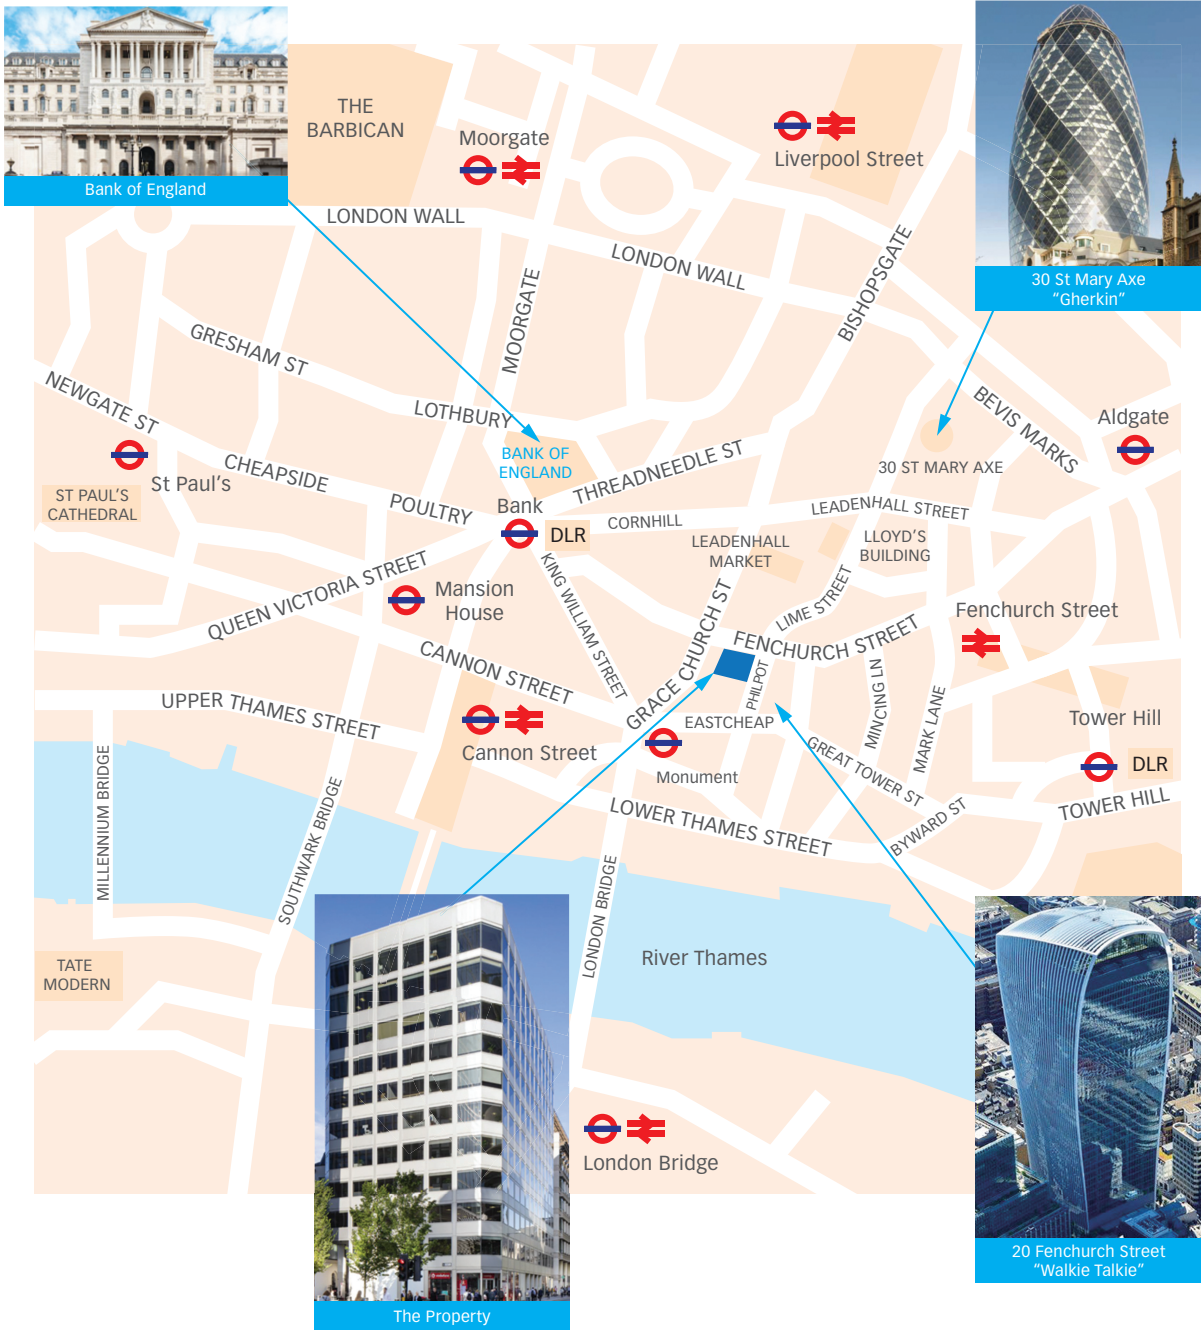 Bank of England
30 St Mary Axe
“Gherkin”
THE
BARBICAN
Moorgate
Liverpool Street
LONDON WALL
LONDON WALL
MOORGATE
BISHOPSGATE
GRESHAM ST
NEWGATE ST
LOTHBURY
BEVIS MARKS
Aldgate
BANK OF
ENGLAND
THREADNEEDLE ST
30 ST MARY AXE
St Paul's
CHEAPSIDE
ST PAUL'S
CATHEDRAL
POULTRY
Bank
DLR
CORNHILL
LEADENHALL STREET
LEADENHALL
MARKET
LLOYD'S
BUILDING
QUEEN VICTORIA STREET
Mansion
House
KING WILLIAM STREET
GRACE CHURCH ST
LIME STREET
FENCHURCH STREET
Fenchurch Street
CANNON STREET
PHILPOT
MINCING LN
MARK LANE
UPPER THAMES STREET
Cannon Street
EASTCHEAP
Monument
GREAT TOWER ST
Tower Hill
DLR
TOWER HILL
BYWARD ST
LOWER THAMES STREET
MILLENNIUM BRIDGE
SOUTHWARK BRIDGE
LONDON BRIDGE
River Thames
TATE
MODERN
London Bridge
20 Fenchurch Street
“Walkie Talkie”
The Property